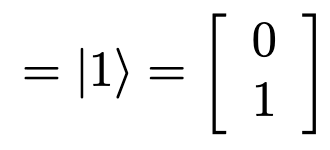 = |1⟩ = [ 0
1 ]